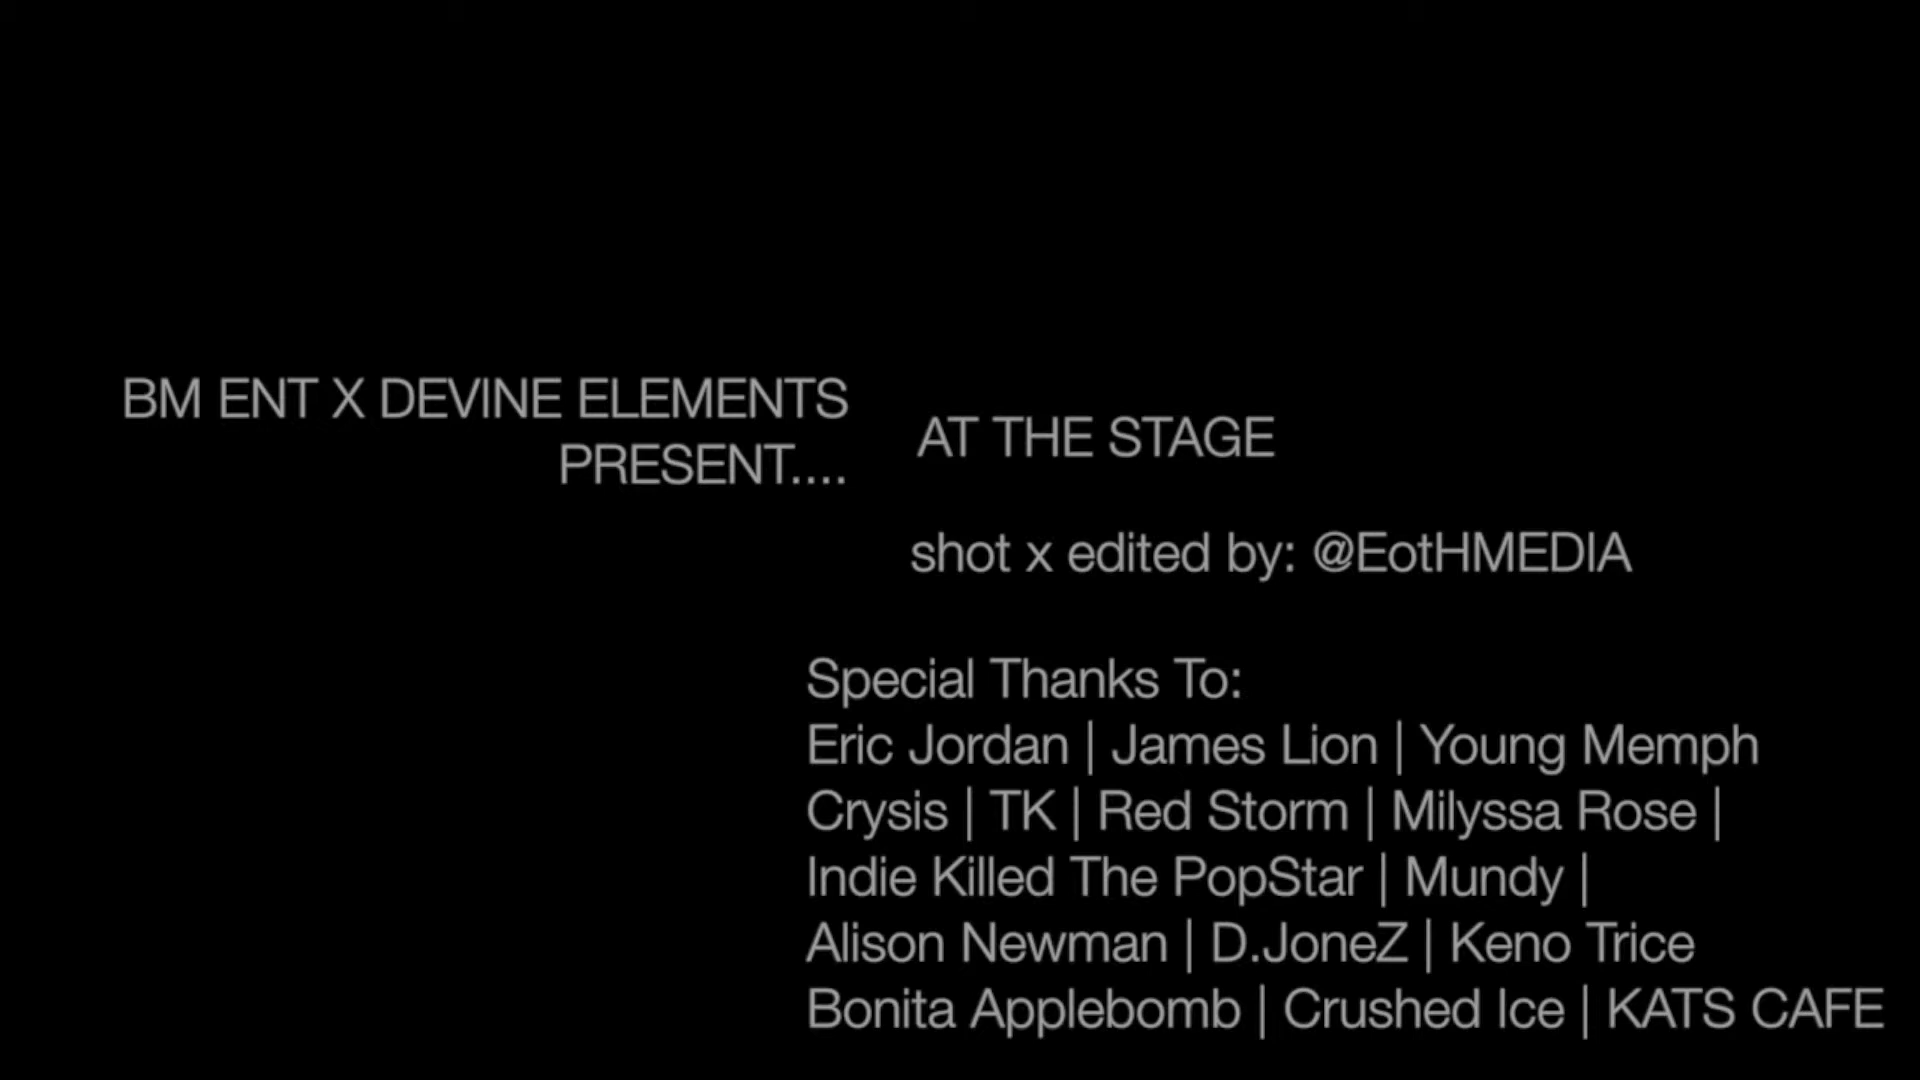 BM ENT X DEVINE ELEMENTS
PRESENT....
AT THE STAGE
shot x edited by: @EotHMEDIA
Special Thanks To:
Eric Jordan | James Lion | Young Memph
Crysis | TK | Red Storm | Milyssa Rose |
Indie Killed The PopStar | Mundy |
Alison Newman | D.JoneZ | Keno Trice
Bonita Applebomb | Crushed Ice | KATS CAFE